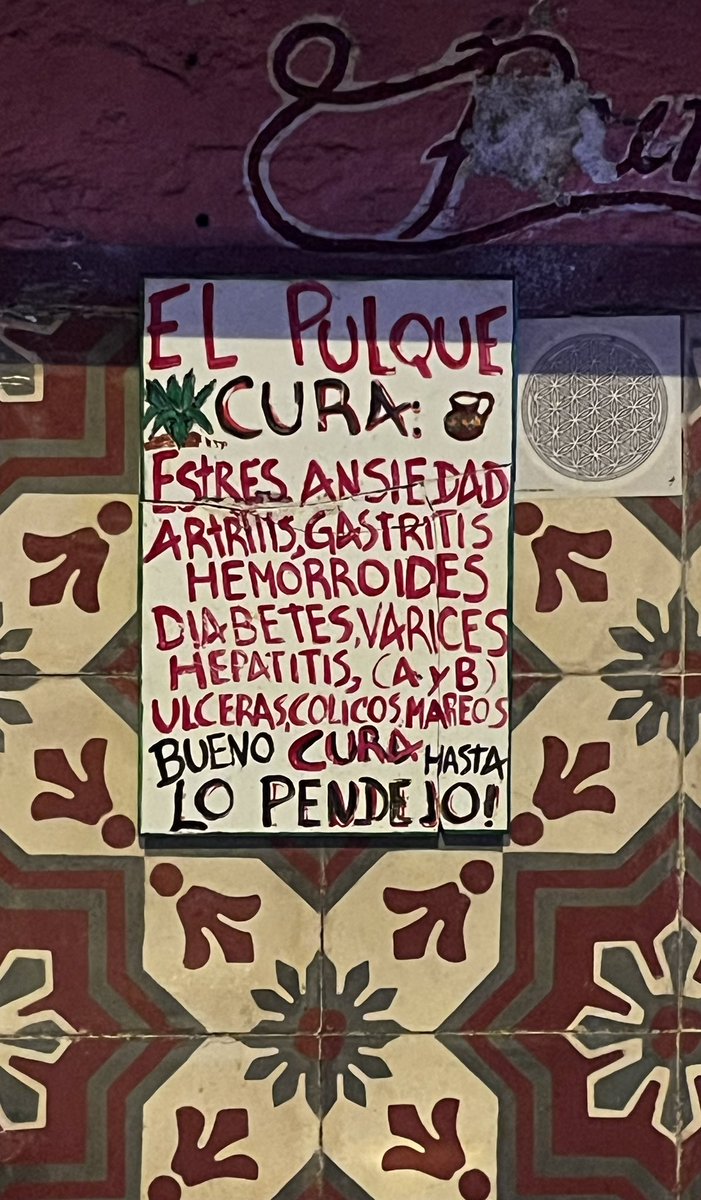 EL PULQUE
CURA:
ESTRES ANSIEDAD
ARTRITIS, GASTRITIS
HEMORROIDES
DIABETES, VARICES
HEPATITIS, (A y B)
ULCERAS, COLICOS, MAREOS
BUENO CURA HASTA
LO PENDEJO!